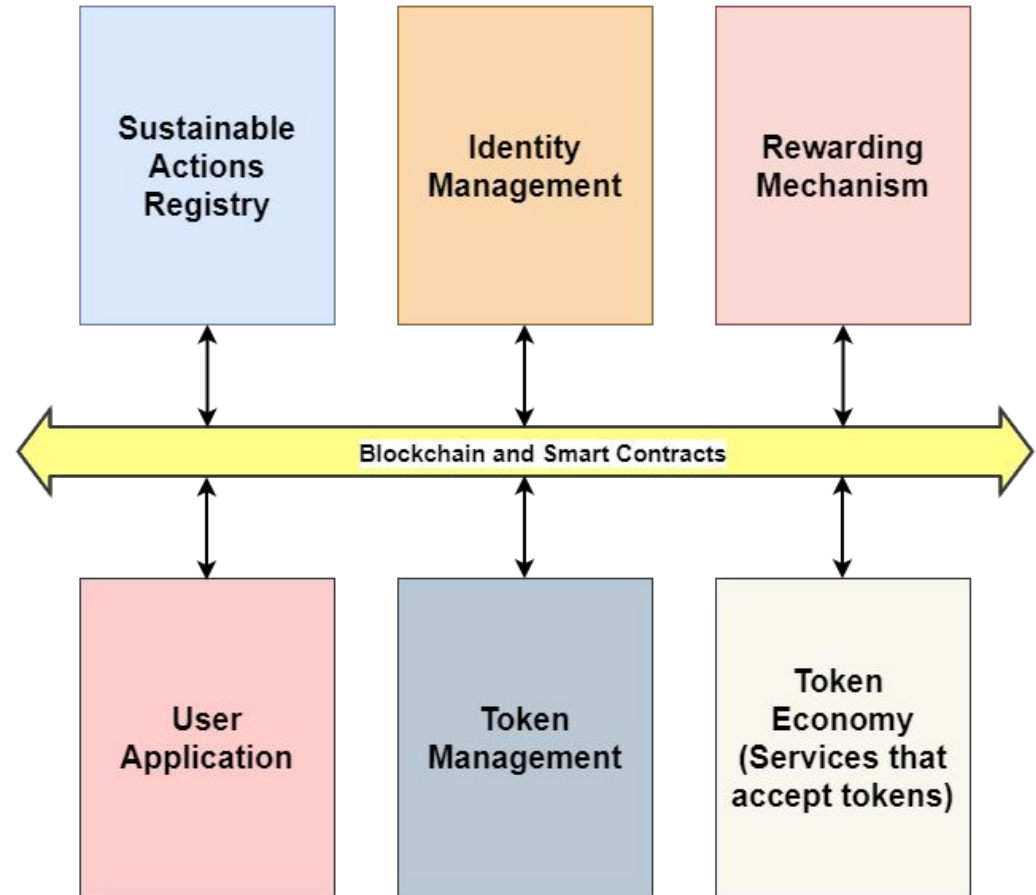 Sustainable
Actions
Registry
Identity
Management
Rewarding
Mechanism
Blockchain and Smart Contracts
User
Application
Token
Management
Token
Economy
(Services that
accept tokens)